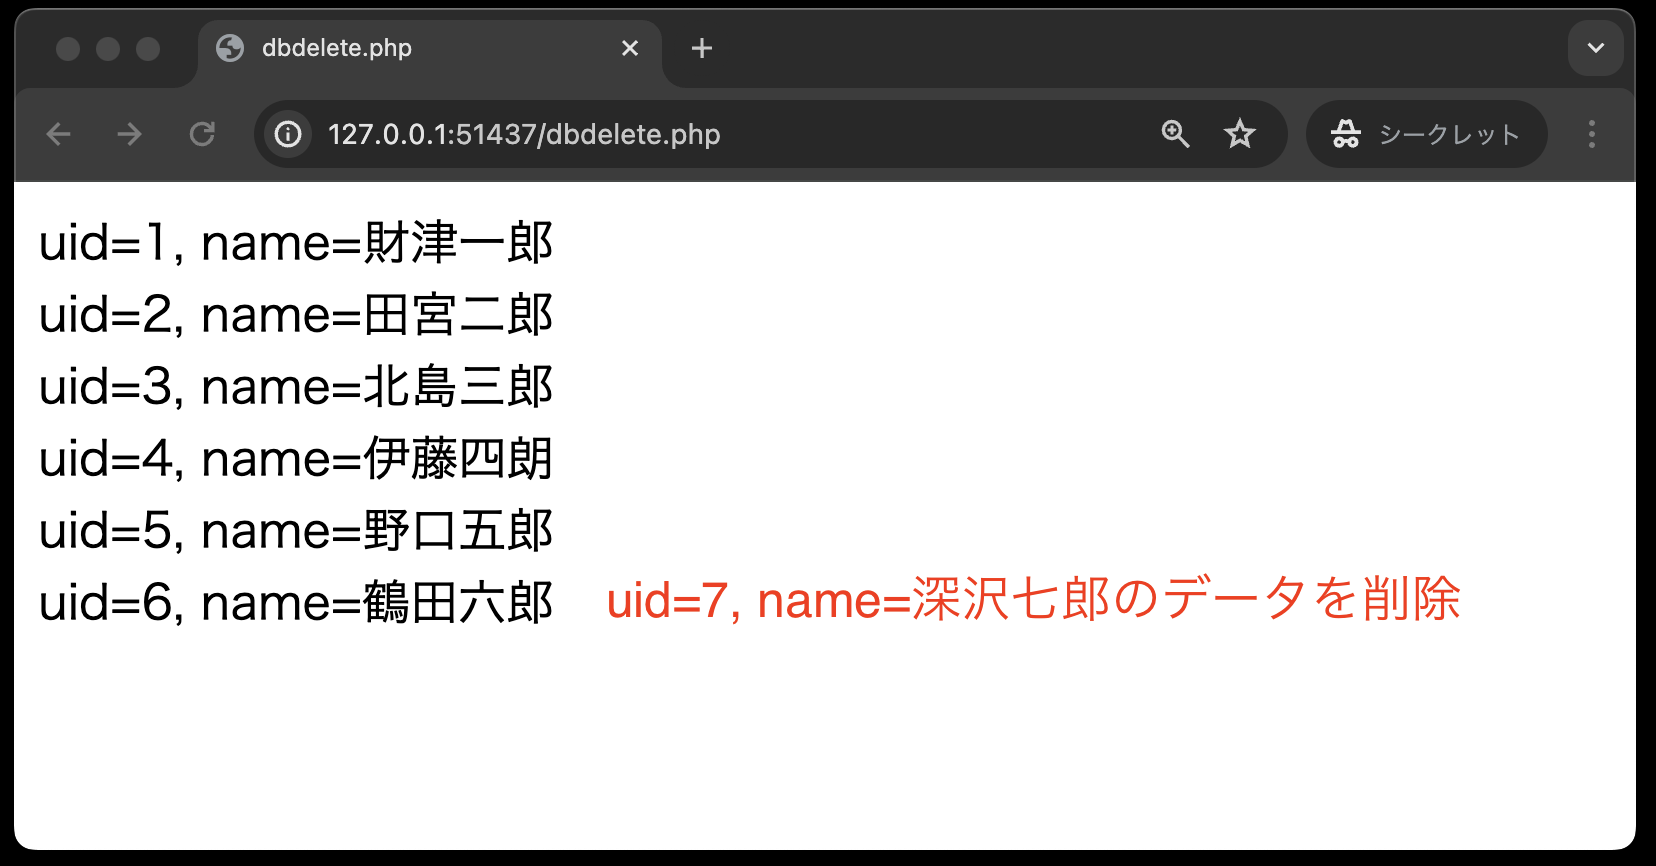 dbdelete.php
127.0.0.1:51437/dbdelete.php
シークレット
uid=1, name=財津一郎
uid=2, name=田宮二郎
uid=3, name=北島三郎
uid=4, name=伊藤四朗
uid=5, name=野口五郎
uid=6, name=鶴田六郎 uid=7, name=深沢七郎のデータを削除